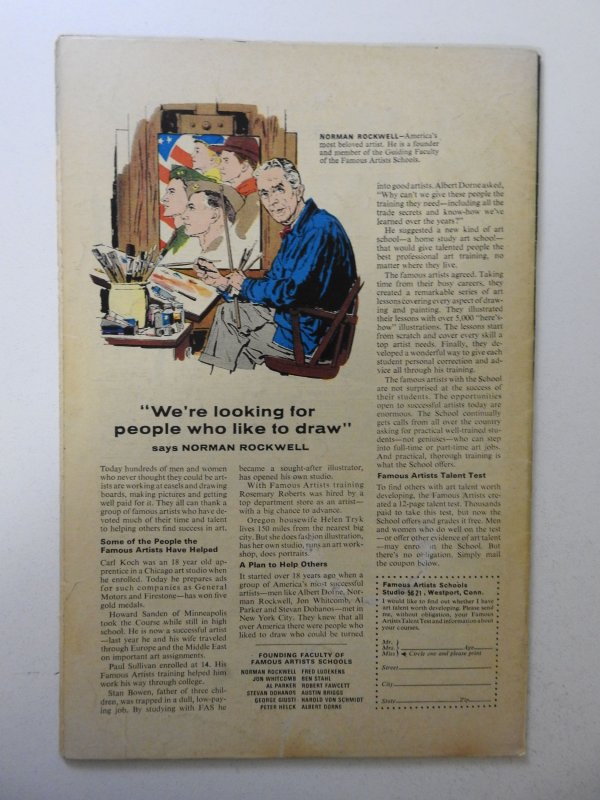 NORMAN ROCKWELL—America's
most beloved artist. He is a founder
and member of the Guiding Faculty
of the Famous Artists Schools.
"We're looking for
people who like to draw"
says NORMAN ROCKWELL
Today hundreds of men and women
who never thought they could be art-
ists are working at easels and drawing
boards, making pictures and getting
well paid for it. They all can thank a
group of famous artists who have de-
voted much of their time and talent
to helping others find success in art.
Some of the People the
Famous Artists Have Helped
Carl Koch was an 18 year old ap-
prentice in a Chicago art studio when
he enrolled. Today he prepares ads
for such companies as General
Motors and Firestone—has won five
gold medals.
Howard Sanden of Minneapolis
took the Course while still in high
school. He is now a successful artist
—last year he and his wife traveled
through Europe and the Middle East
on important art assignments.
Paul Sullivan enrolled at 14. His
Famous Artists training helped him
work his way through college.
Stan Bowen, father of three chil-
dren, was trapped in a dull, low-pay-
ing job. By studying with FAS he
became a sought-after illustrator,
has opened his own studio.
With Famous Artists training
Rosemary Roberts was hired by a
top department store as an artist—
with a big chance to advance.
Oregon housewife Helen Tryk
lives 150 miles from the nearest big
city. But she does fashion illustration,
has her own studio, runs an art work-
shop, does portraits.
A Plan to Help Others
It started over 18 years ago when a
group of America's most successful
artists—men like Albert Dorne, Nor-
man Rockwell, Jon Whitcomb, Al
Parker and Stevan Dohanos—met in
New York City. They knew that all
over America there were people who
liked to draw who could be turned
FOUNDING FACULTY OF
FAMOUS ARTISTS SCHOOLS
NORMAN ROCKWELL FRED LUDEKENS
JON WHITCOMB BEN STAHL
AL PARKER ROBERT FAWCETT
STEVAN DOHANOS AUSTIN BRIGGS
GEORGE GIUSTI HAROLD VON SCHMIDT
PETER HELCK ALBERT DORNE
into good artists. Albert Dorne asked,
"Why can't we give these people the
training they need—including all the
trade secrets and know-how we've
learned over the years?"
He suggested a new kind of art
school—a home study art school—
that would give talented people the
best professional art training, no
matter where they live.
The famous artists agreed. Taking
time from their busy careers, they
created a remarkable series of art
lessons covering every aspect of draw-
ing and painting. They illustrated
their lessons with over 5,000 "here's-
how" illustrations. The lessons start
from scratch and cover every skill a
top artist needs. Finally, they de-
veloped a wonderful way to give each
student personal correction and ad-
vice all through his training.
The famous artists with the School
are not surprised at the success of
their students. The opportunities
open to successful artists today are
enormous. The School continually
gets calls from all over the country
asking for practical well-trained stu-
dents—not geniuses—who can step
into full-time or part-time art jobs.
And practical, thorough training is
what the School offers.
Famous Artists Talent Test
To find others with art talent worth
developing, the Famous Artists cre-
ated a 12-page talent test. Thousands
paid to take this test, but now the
School offers and grades it free. Men
and women who do well on the test
—or offer other evidence of art talent
—may enroll in the School. But
there's no obligation. Simply mail
the coupon below.
Famous Artists Schools
Studio 5621, Westport, Conn.
I would like to find out whether I have
art talent worth developing. Please send
me, without obligation, your Famous
Artists Talent Test and information about
your courses.
Mr.
Mrs. Age
Miss Circle one and please print.
Street
City
State Zip